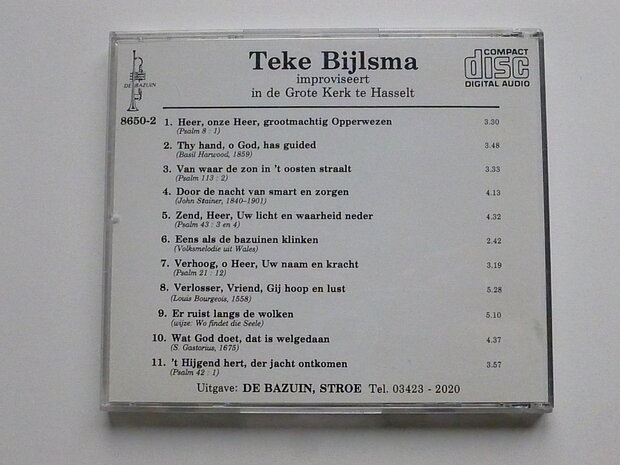 Teke Bijlsma
improviseert
in de Grote Kerk te Hasselt
COMPACT
disc
DIGITAL AUDIO
DE BAZUIN
8650-2
1. Heer, onze Heer, grootmachtig Opperwezen 3.30
(Psalm 8 : 1)
2. Thy hand, o God, has guided 3.48
(Basil Harwood, 1859)
3. Van waar de zon in 't oosten straalt 3.33
(Psalm 113 : 2)
4. Door de nacht van smart en zorgen 4.13
(John Stainer, 1840-1901)
5. Zend, Heer, Uw licht en waarheid neder 4.32
(Psalm 43 : 3 en 4)
6. Eens als de bazuinen klinken 2.42
(Volksmelodie uit Wales)
7. Verhoog, o Heer, Uw naam en kracht 3.19
(Psalm 21 : 12)
8. Verlosser, Vriend, Gij hoop en lust 5.28
(Louis Bourgeois, 1558)
9. Er ruist langs de wolken 5.10
(wijze: Wo findet die Seele)
10. Wat God doet, dat is welgedaan 4.37
(S. Gastorius, 1675)
11. 't Hijgend hert, der jacht ontkomen 3.57
(Psalm 42 : 1)
Uitgave: DE BAZUIN, STROE Tel. 03423 - 2020